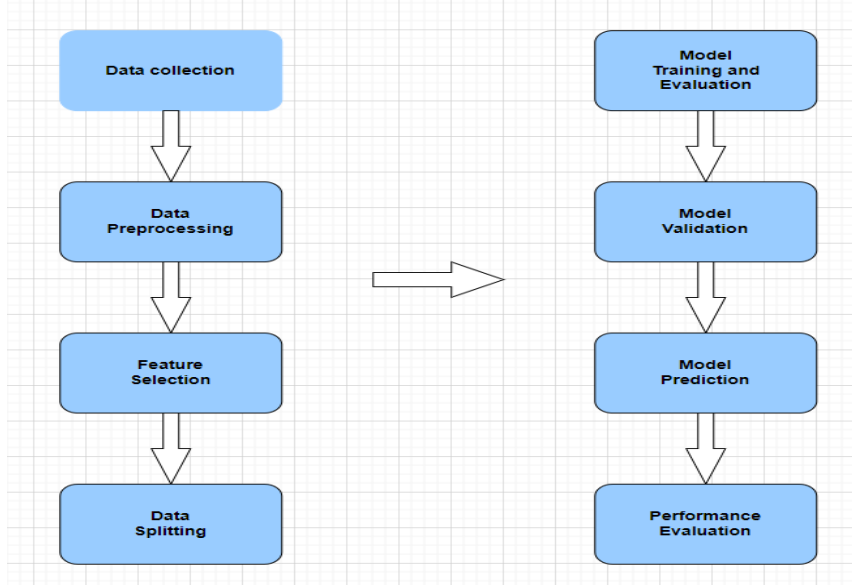 Data collection
Data
Preprocessing
Feature
Selection
Data
Splitting
Model
Training and
Evaluation
Model
Validation
Model
Prediction
Performance
Evaluation